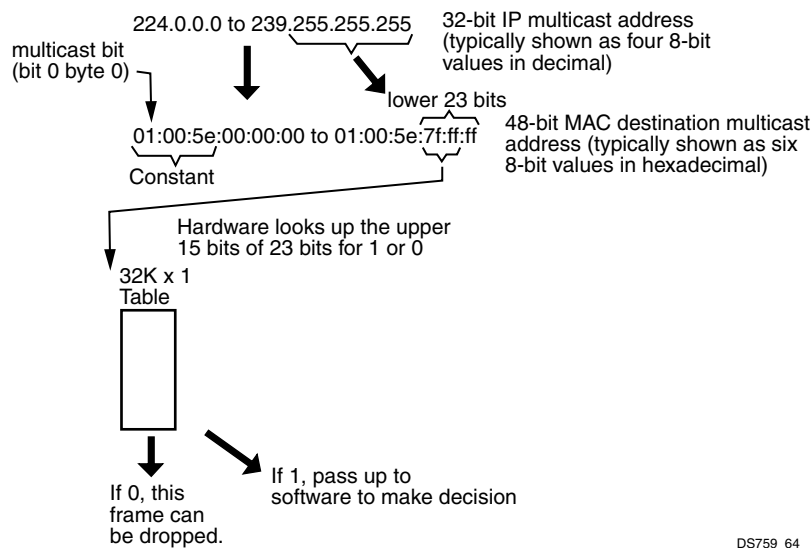 224.0.0.0 to 239.255.255.255
32-bit IP multicast address
(typically shown as four 8-bit
values in decimal)
multicast bit
(bit 0 byte 0)
lower 23 bits
01:00:5e:00:00:00 to 01:00:5e:7f:ff:ff
48-bit MAC destination multicast
address (typically shown as six
8-bit values in hexadecimal)
Constant
Hardware looks up the upper
15 bits of 23 bits for 1 or 0
32K x 1
Table
If 0, this
frame can
be dropped.
If 1, pass up to
software to make decision
DS759_64